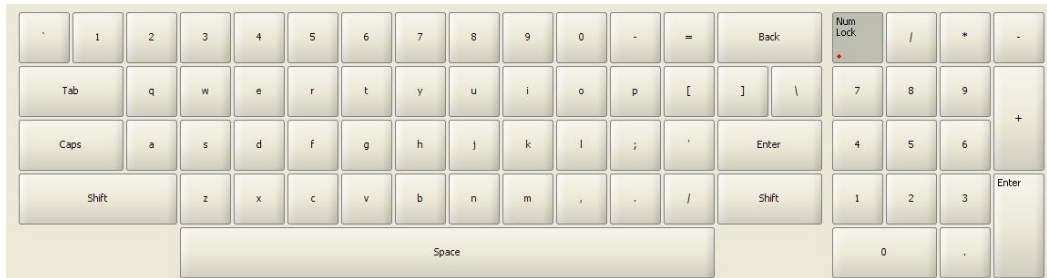 ` 1 2 3 4 5 6 7 8 9 0 - = Back Num Lock / * -
Tab q w e r t y u i o p [ ] \ 7 8 9 +
Caps a s d f g h j k l ; ' Enter 4 5 6
Shift z x c v b n m , . / Shift 1 2 3 Enter
Space 0 .